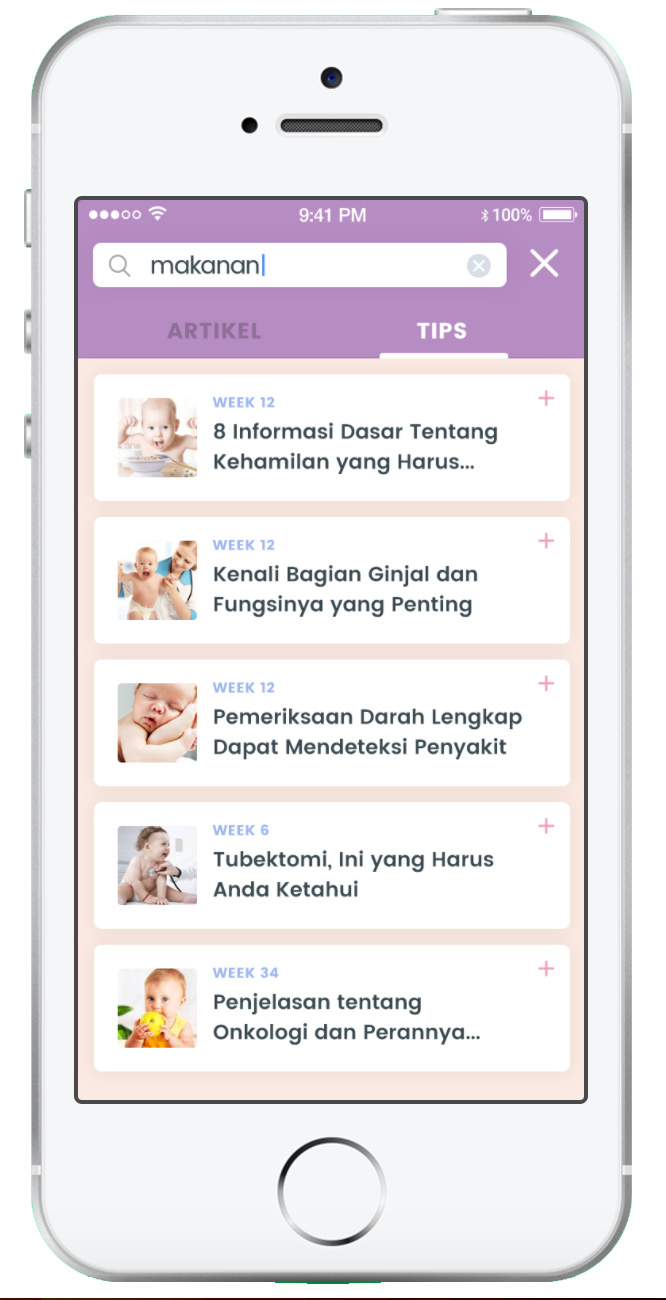 9:41 PM 100%
makanan
ARTIKEL TIPS
WEEK 12
8 Informasi Dasar Tentang
Kehamilan yang Harus...
WEEK 12
Kenali Bagian Ginjal dan
Fungsinya yang Penting
WEEK 12
Pemeriksaan Darah Lengkap
Dapat Mendeteksi Penyakit
WEEK 6
Tubektomi, Ini yang Harus
Anda Ketahui
WEEK 34
Penjelasan tentang
Onkologi dan Perannya...